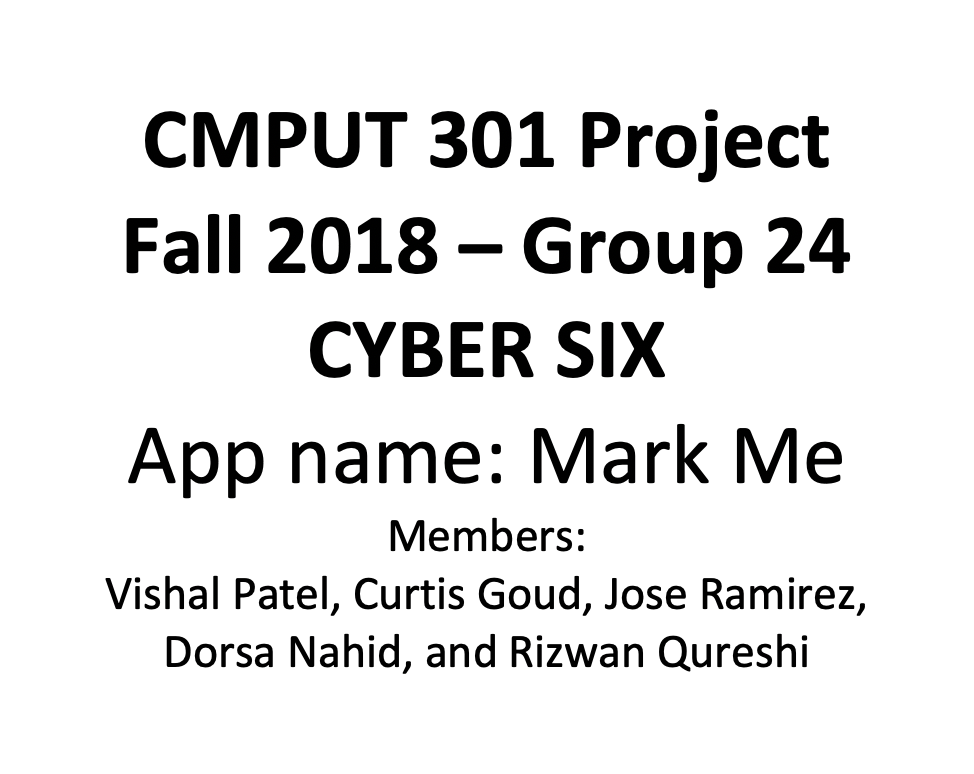 CMPUT 301 Project
Fall 2018 – Group 24
CYBER SIX
App name: Mark Me
Members:
Vishal Patel, Curtis Goud, Jose Ramirez,
Dorsa Nahid, and Rizwan Qureshi